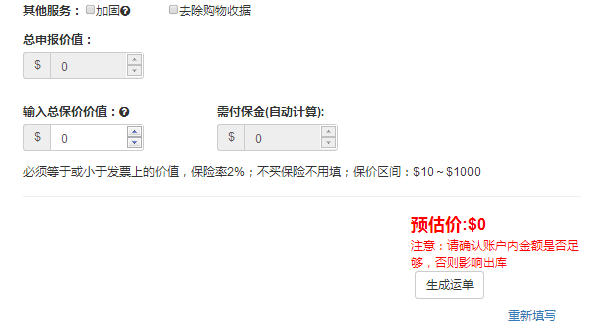 其他服务：加固 去除购物收据
总申报价值：
$ 0
输入总保价价值： 需付保金(自动计算):
$ 0 $ 0
必须等于或小于发票上的价值，保险率2%；不买保险不用填；保价区间：$10～$1000
预估价:$0
注意：请确认账户内金额是否足
够，否则影响出库
生成运单
重新填写